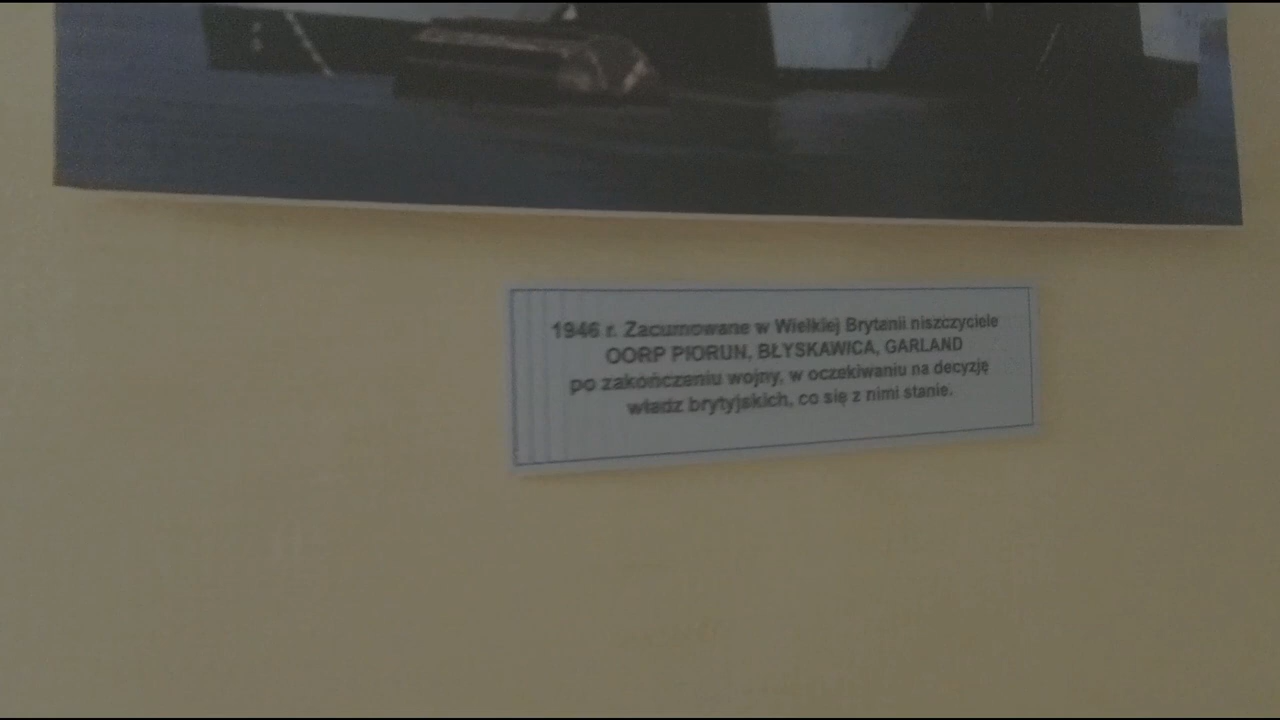 1946 r. Zacumowane w Wielkiej Brytanii niszczyciele
OORP PIORUN, BŁYSKAWICA, GARLAND
po zakończeniu wojny, w oczekiwaniu na decyzję
władz brytyjskich, co się z nimi stanie.